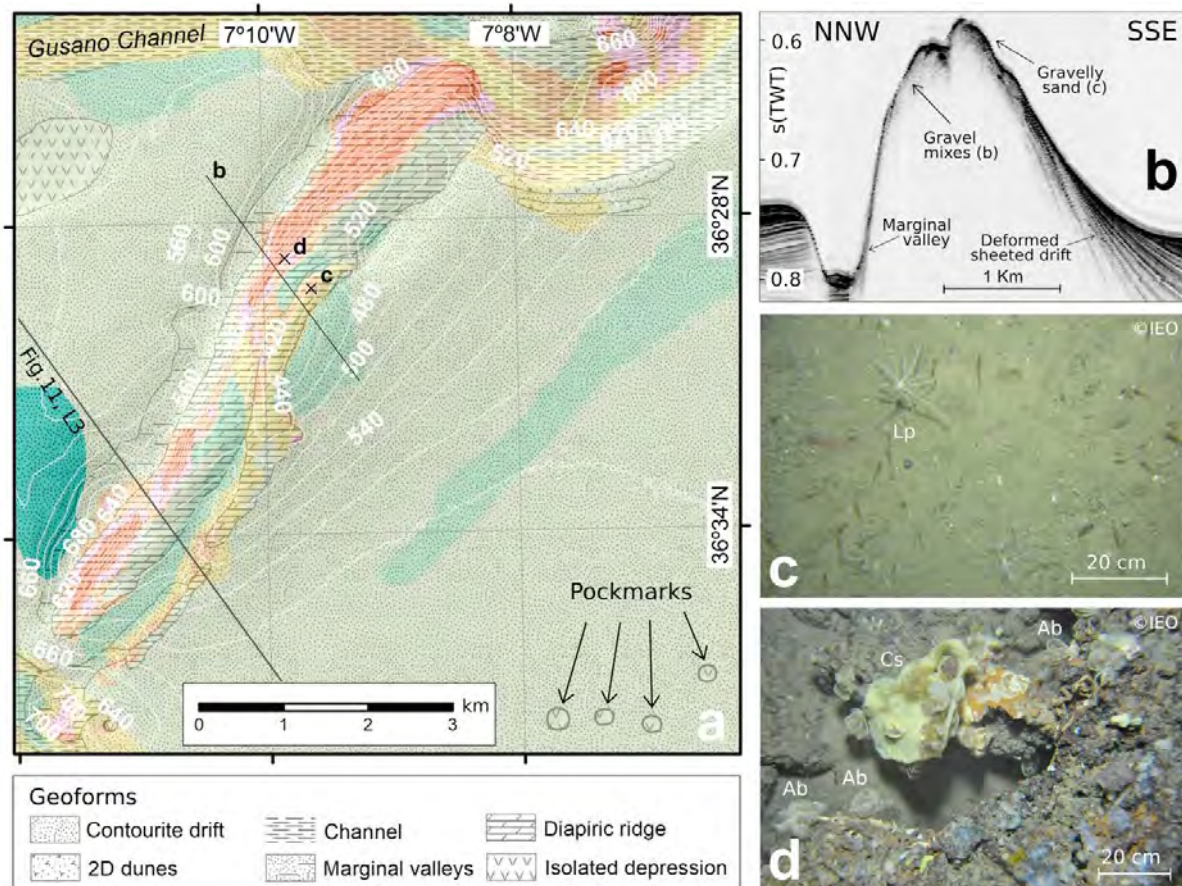 Gusano Channel
7°10'W
7°8'W
680
660
680
640
620
520
b
560
600
520
36°28'N
d
c
600
480
500
Fig.11, L3
540
640
680
660
36°34'N
Pockmarks
660
640
0 1 2 3 km
a
Geoforms
Contourite drift
Channel
Diapiric ridge
2D dunes
Marginal valleys
Isolated depression
NNW
SSE
0.6
s(TWT)
0.7
0.8
Gravelly
sand (c)
Gravel
mixes (b)
b
Marginal
valley
Deformed
sheeted drift
1 Km
©IEO
Lp
c
20 cm
©IEO
Ab
Cs
Ab
Ab
d
20 cm